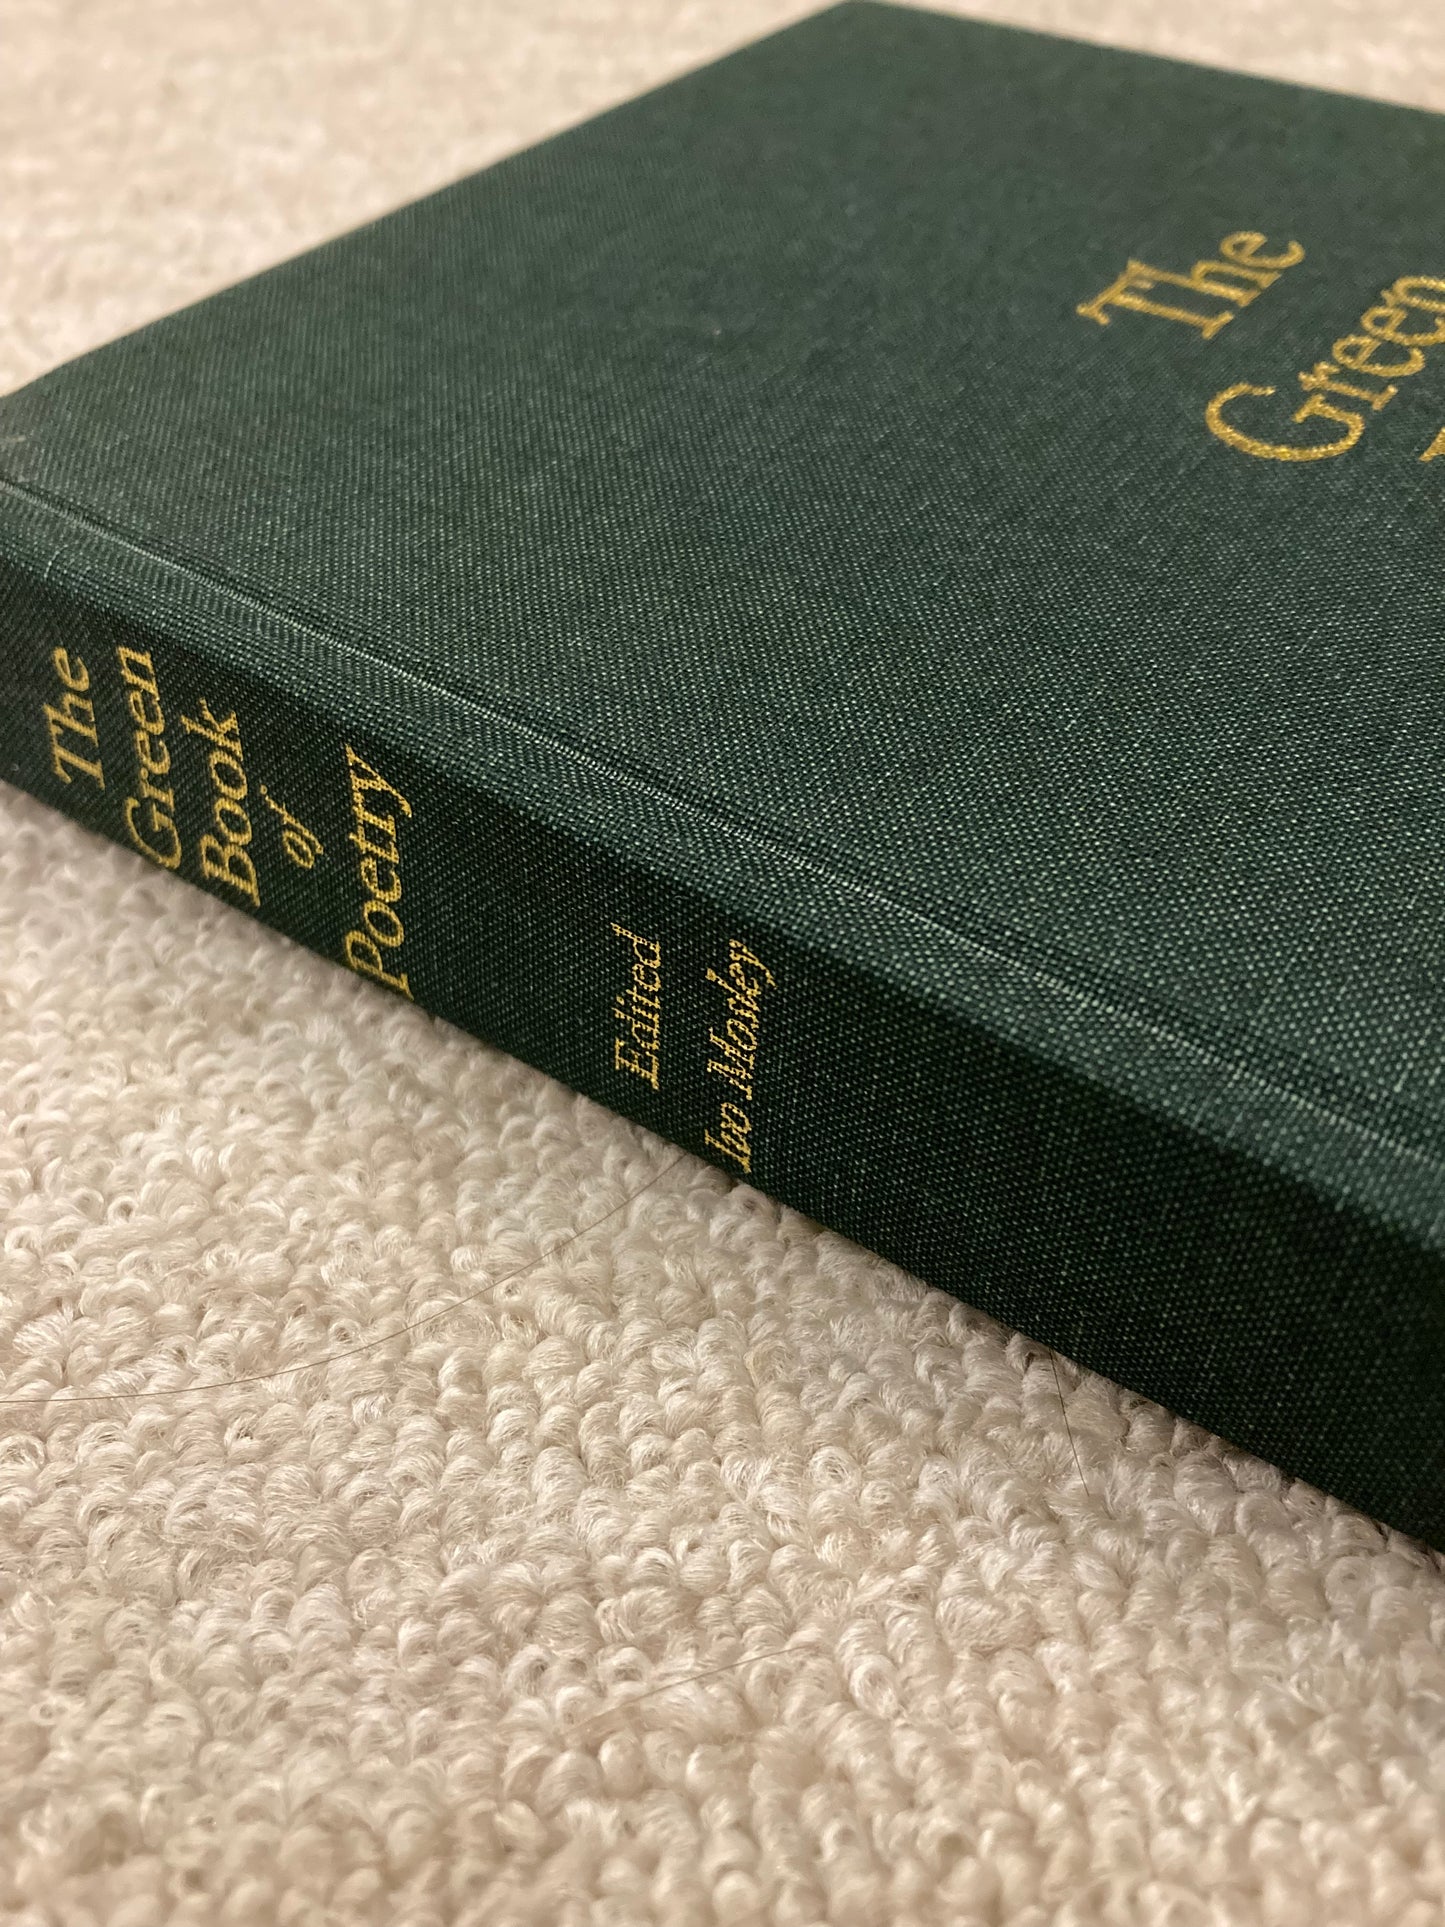 The
Green
The
Green
Book
of
Poetry
Edited
Ivo Mosley